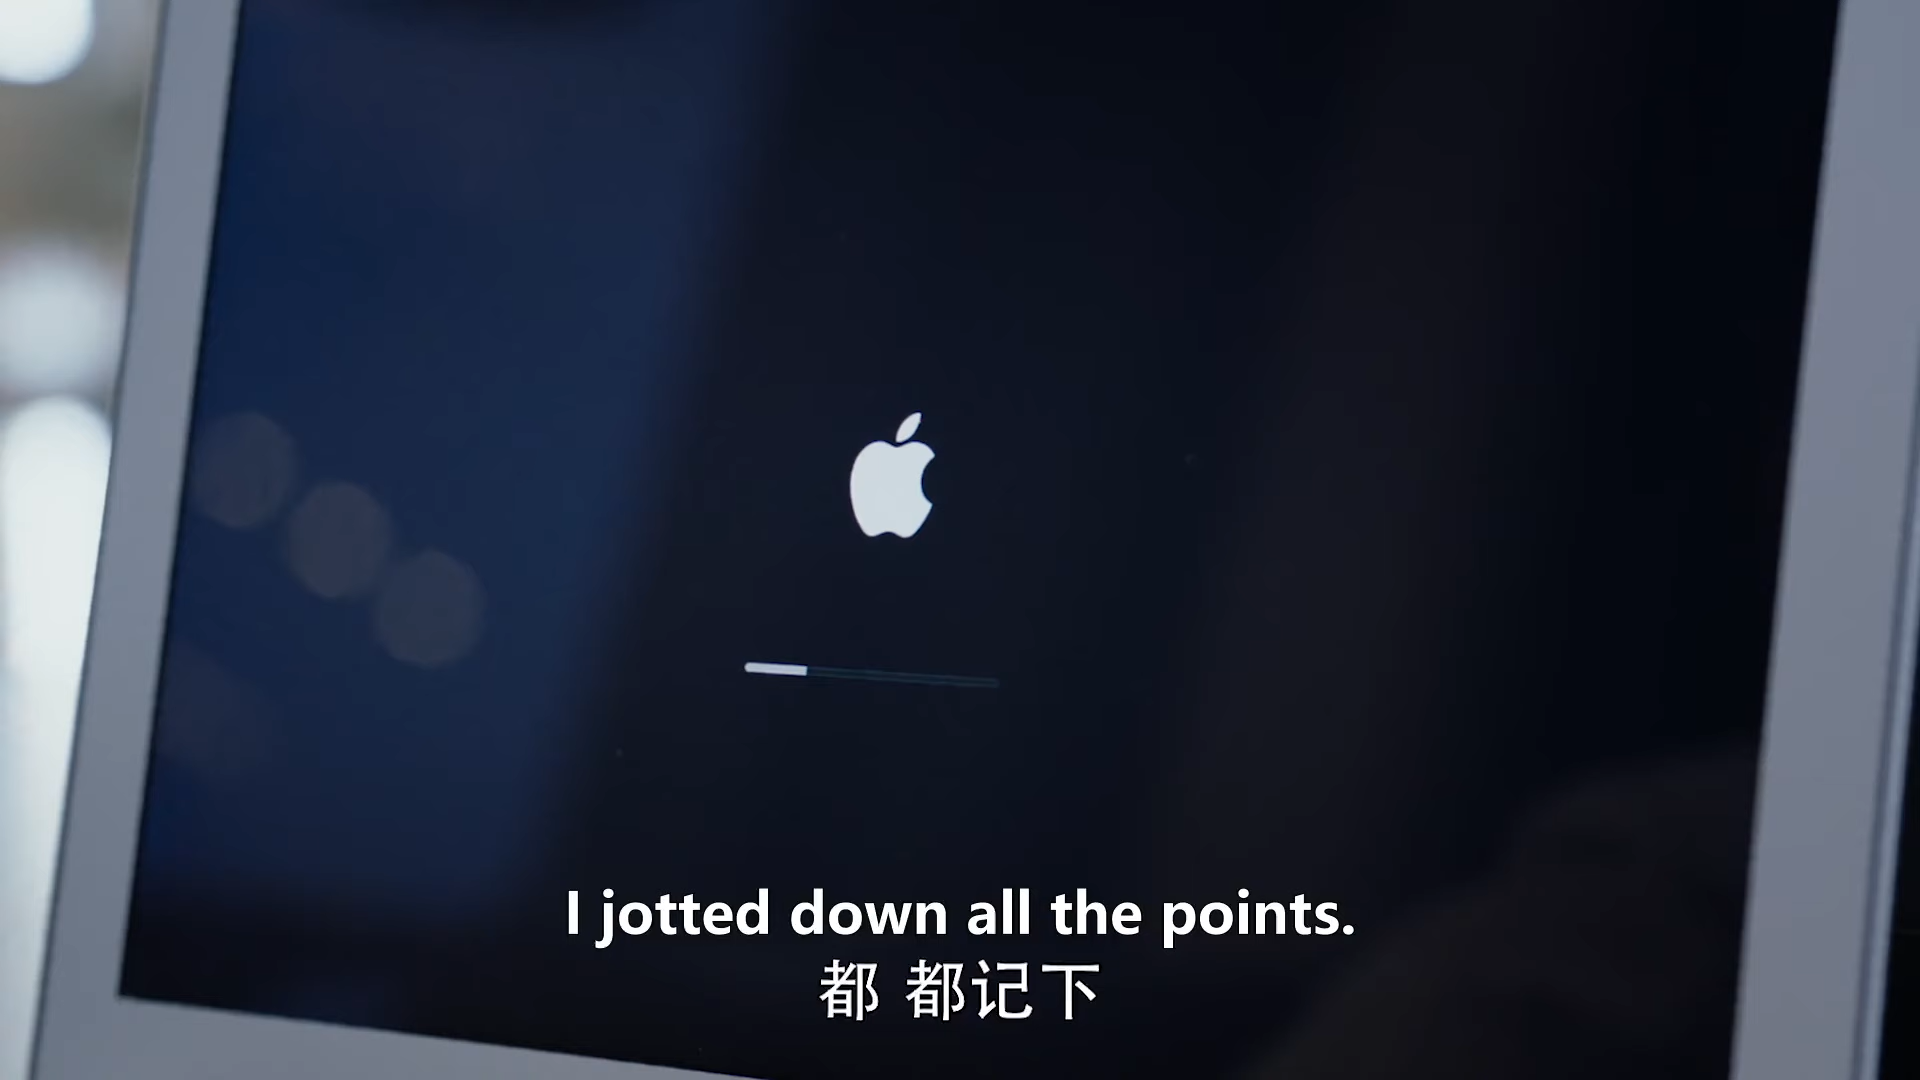 I jotted down all the points.
都 都记下